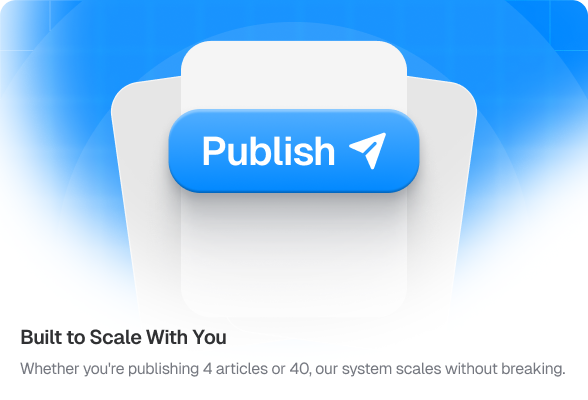 Publish
Built to Scale With You
Whether you're publishing 4 articles or 40, our system scales without breaking.